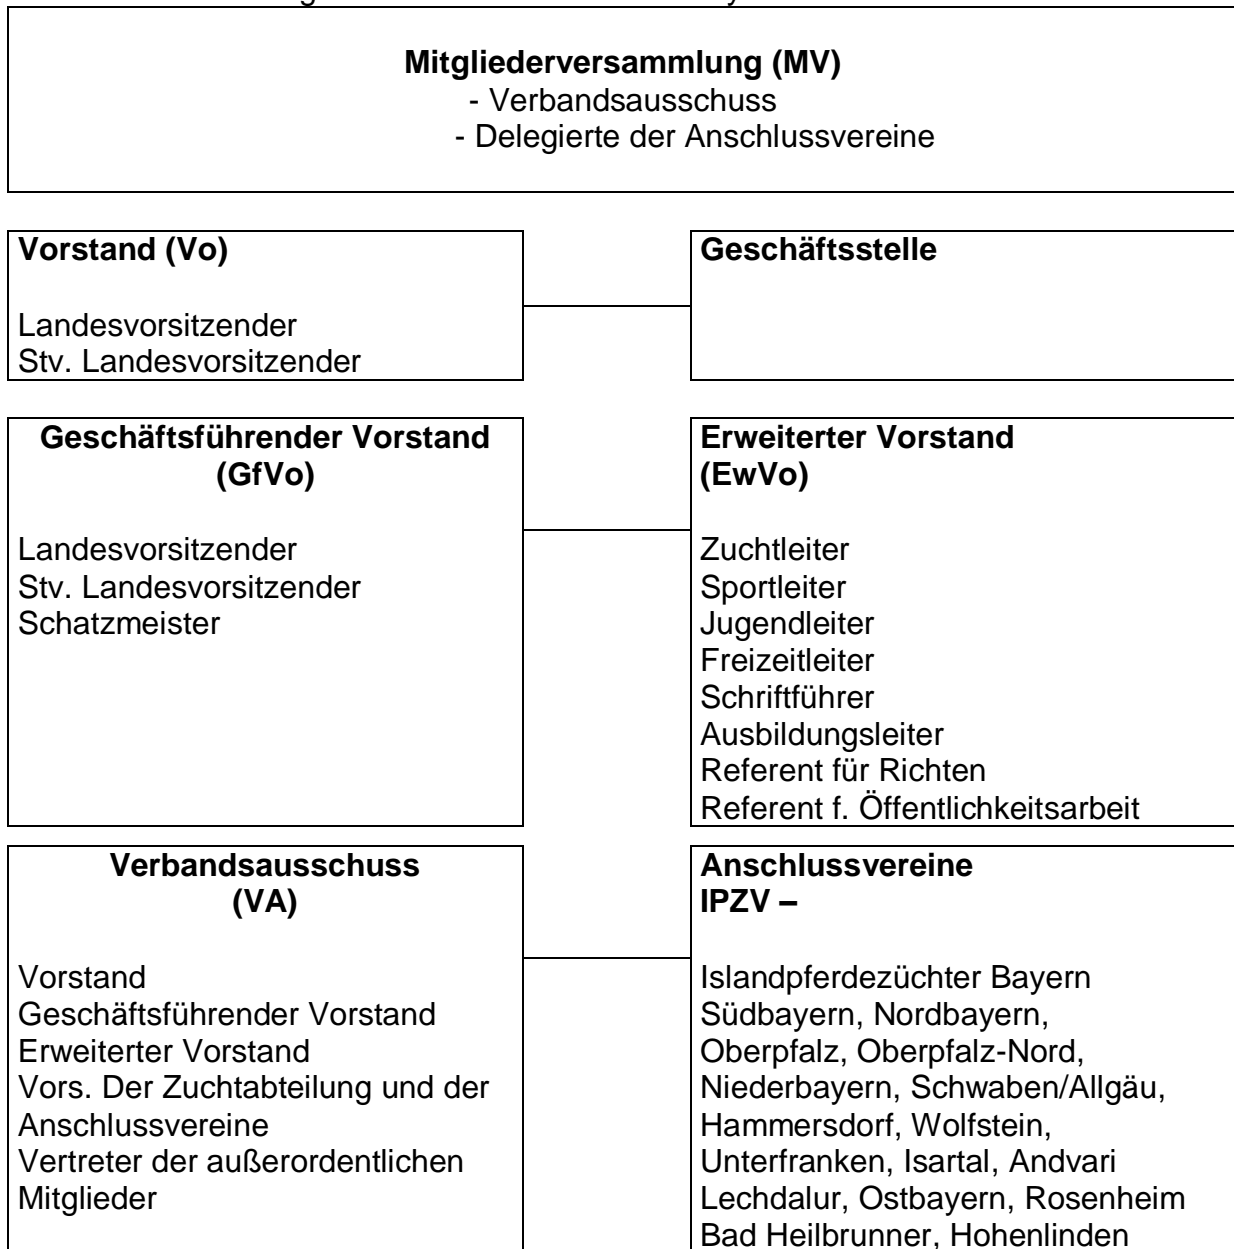 Mitgliederversammlung (MV)
- Verbandsausschuss
- Delegierte der Anschlussvereine
Vorstand (Vo)
Landesvorsitzender
Stv. Landesvorsitzender
Geschäftsstelle
Geschäftsführender Vorstand
(GfVo)
Landesvorsitzender
Stv. Landesvorsitzender
Schatzmeister
Erweiterter Vorstand
(EwVo)
Zuchtleiter
Sportleiter
Jugendleiter
Freizeitleiter
Schriftführer
Ausbildungsleiter
Referent für Richten
Referent f. Öffentlichkeitsarbeit
Verbandsausschuss
(VA)
Vorstand
Geschäftsführender Vorstand
Erweiterter Vorstand
Vors. Der Zuchtabteilung und der
Anschlussvereine
Vertreter der außerordentlichen
Mitglieder
Anschlussvereine
IPZV –
Islandpferdezüchter Bayern
Südbayern, Nordbayern,
Oberpfalz, Oberpfalz-Nord,
Niederbayern, Schwaben/Allgäu,
Hammersdorf, Wolfstein,
Unterfranken, Isartal, Andvari
Lechdalur, Ostbayern, Rosenheim
Bad Heilbrunner, Hohenlinden